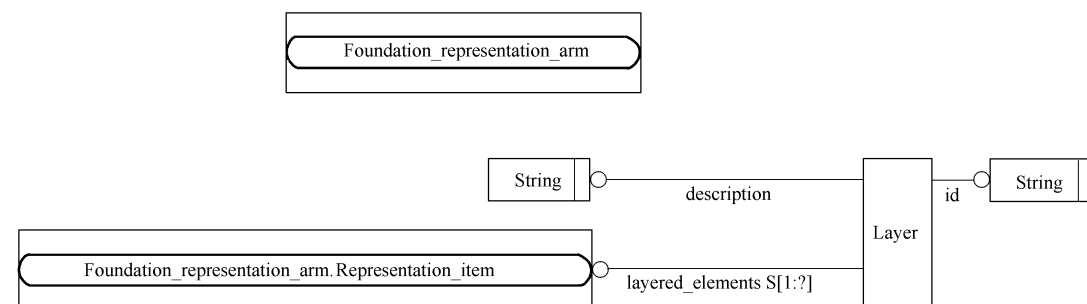 Foundation_representation_arm
String
description
id
String
Layer
Foundation_representation_arm.Representation_item
layered_elements S[1:?]